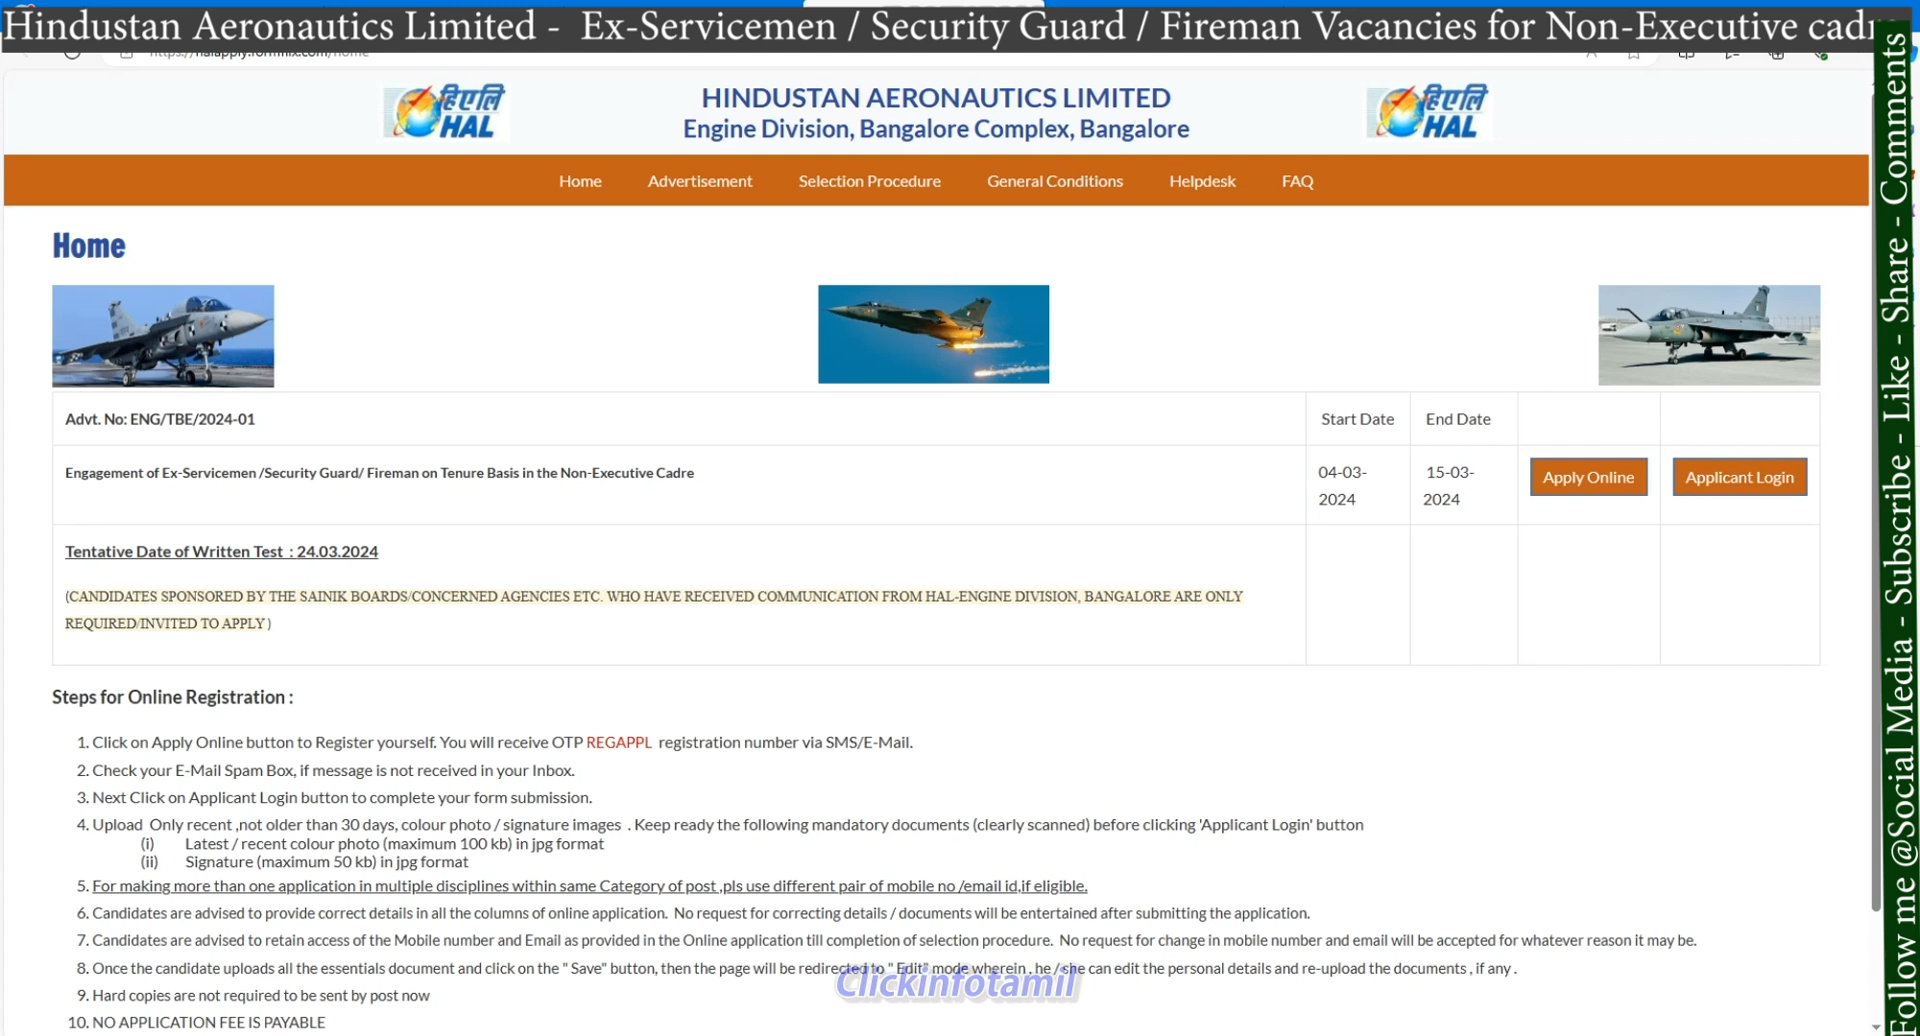 Hindustan Aeronautics Limited -  Ex-Servicemen / Security Guard / Fireman Vacancies for Non-Executive cadr
https://halapply.formflix.com/home
हिएलि
HAL
HINDUSTAN AERONAUTICS LIMITED
Engine Division, Bangalore Complex, Bangalore
हिएलि
HAL
Home Advertisement Selection Procedure General Conditions Helpdesk FAQ
Home
Advt. No: ENG/TBE/2024-01 Start Date End Date
Engagement of Ex-Servicemen /Security Guard/ Fireman on Tenure Basis in the Non-Executive Cadre 04-03-2024 15-03-2024 Apply Online Applicant Login
Tentative Date of Written Test : 24.03.2024
(CANDIDATES SPONSORED BY THE SAINIK BOARDS/CONCERNED AGENCIES ETC. WHO HAVE RECEIVED COMMUNICATION FROM HAL-ENGINE DIVISION, BANGALORE ARE ONLY
REQUIRED/INVITED TO APPLY )
Steps for Online Registration :
1. Click on Apply Online button to Register yourself. You will receive OTP REGAPPL registration number via SMS/E-Mail.
2. Check your E-Mail Spam Box, if message is not received in your Inbox.
3. Next Click on Applicant Login button to complete your form submission.
4. Upload Only recent ,not older than 30 days, colour photo / signature images . Keep ready the following mandatory documents (clearly scanned) before clicking 'Applicant Login' button
(i) Latest / recent colour photo (maximum 100 kb) in jpg format
(ii) Signature (maximum 50 kb) in jpg format
5. For making more than one application in multiple disciplines within same Category of post ,pls use different pair of mobile no /email id,if eligible.
6. Candidates are advised to provide correct details in all the columns of online application. No request for correcting details / documents will be entertained after submitting the application.
7. Candidates are advised to retain access of the Mobile number and Email as provided in the Online application till completion of selection procedure. No request for change in mobile number and email will be accepted for whatever reason it may be.
8. Once the candidate uploads all the essentials document and click on the " Save" button, then the page will be redirected to " Edit" mode wherein , he / she can edit the personal details and re-upload the documents , if any .
Clickinfotamil
9. Hard copies are not required to be sent by post now
10. NO APPLICATION FEE IS PAYABLE
Follow me @Social Media - Subscribe - Like - Share - Comments